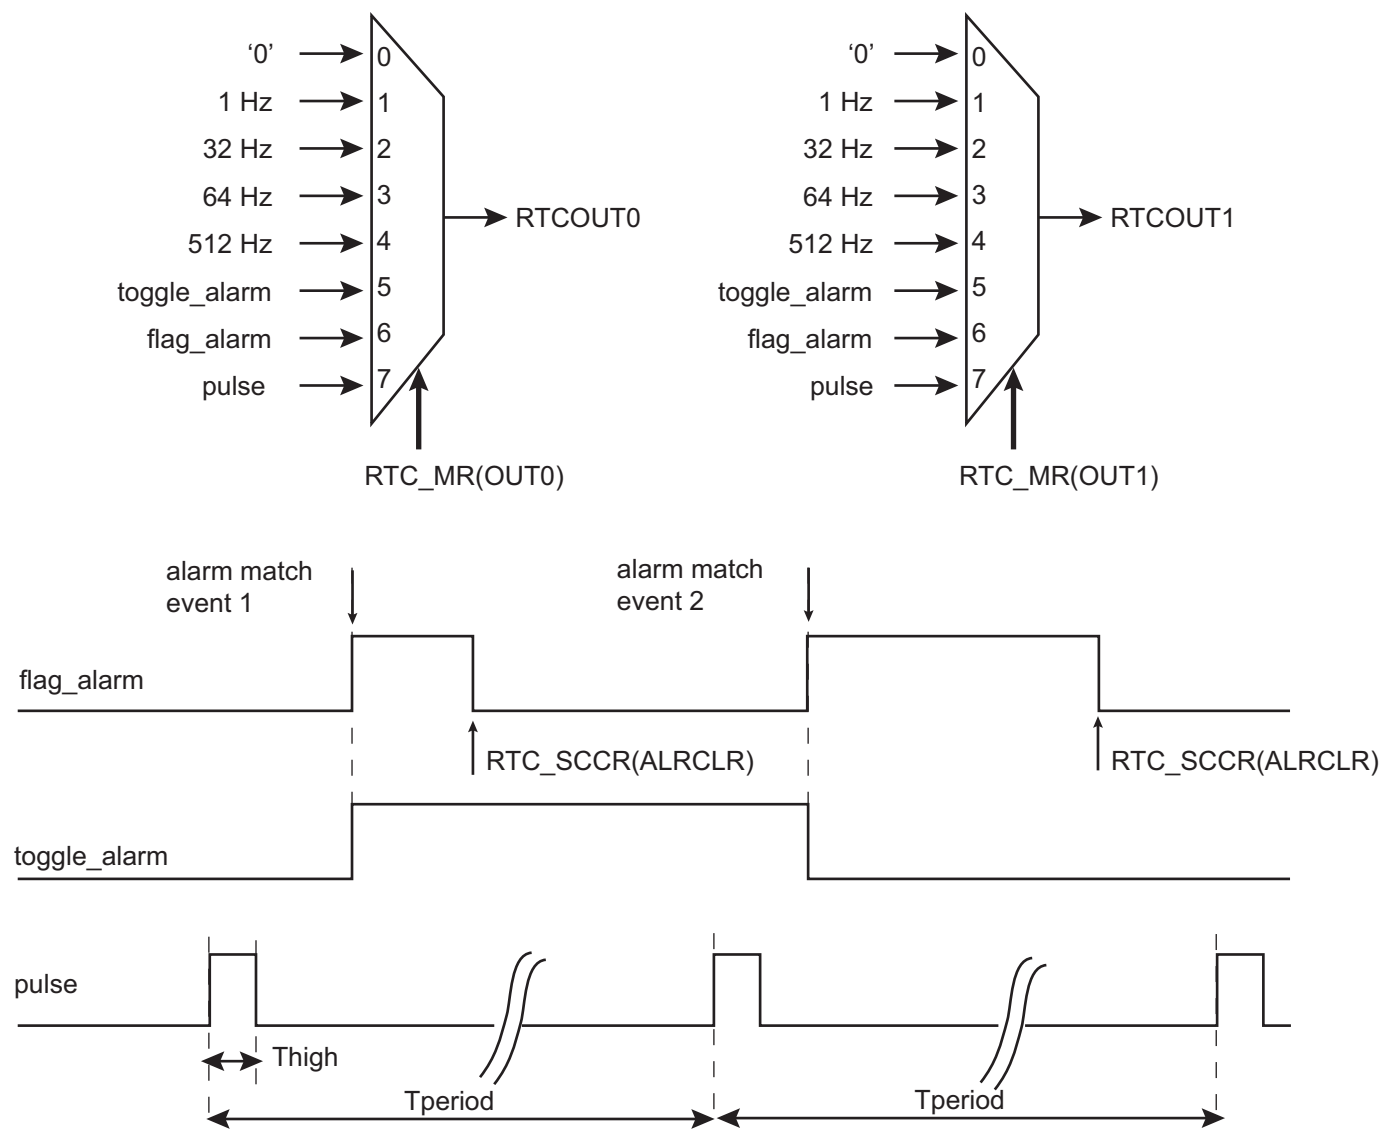 ‘0’
0
1 Hz
1
32 Hz
2
64 Hz
3
512 Hz
4
toggle_alarm
5
flag_alarm
6
pulse
7
RTCOUT0
RTC_MR(OUT0)
‘0’
0
1 Hz
1
32 Hz
2
64 Hz
3
512 Hz
4
toggle_alarm
5
flag_alarm
6
pulse
7
RTCOUT1
RTC_MR(OUT1)
alarm match
event 1
alarm match
event 2
flag_alarm
RTC_SCCR(ALRCLR)
RTC_SCCR(ALRCLR)
toggle_alarm
pulse
Thigh
Tperiod
Tperiod